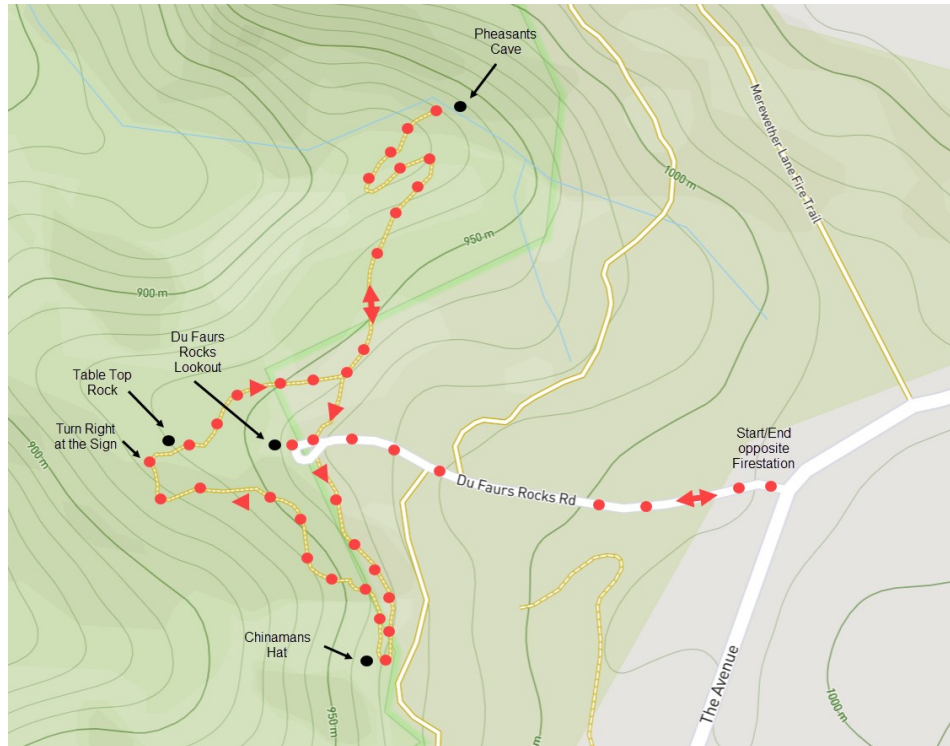 Pheasants
Cave
Merewether Lane Fire Trail
1000 m
950 m
900 m
Du Faurs
Rocks
Lookout
Table Top
Rock
Turn Right
at the Sign
900 m
Start/End
opposite
Firestation
Du Faurs Rocks Rd
Chinamans
Hat
The Avenue
950 m
1000 m